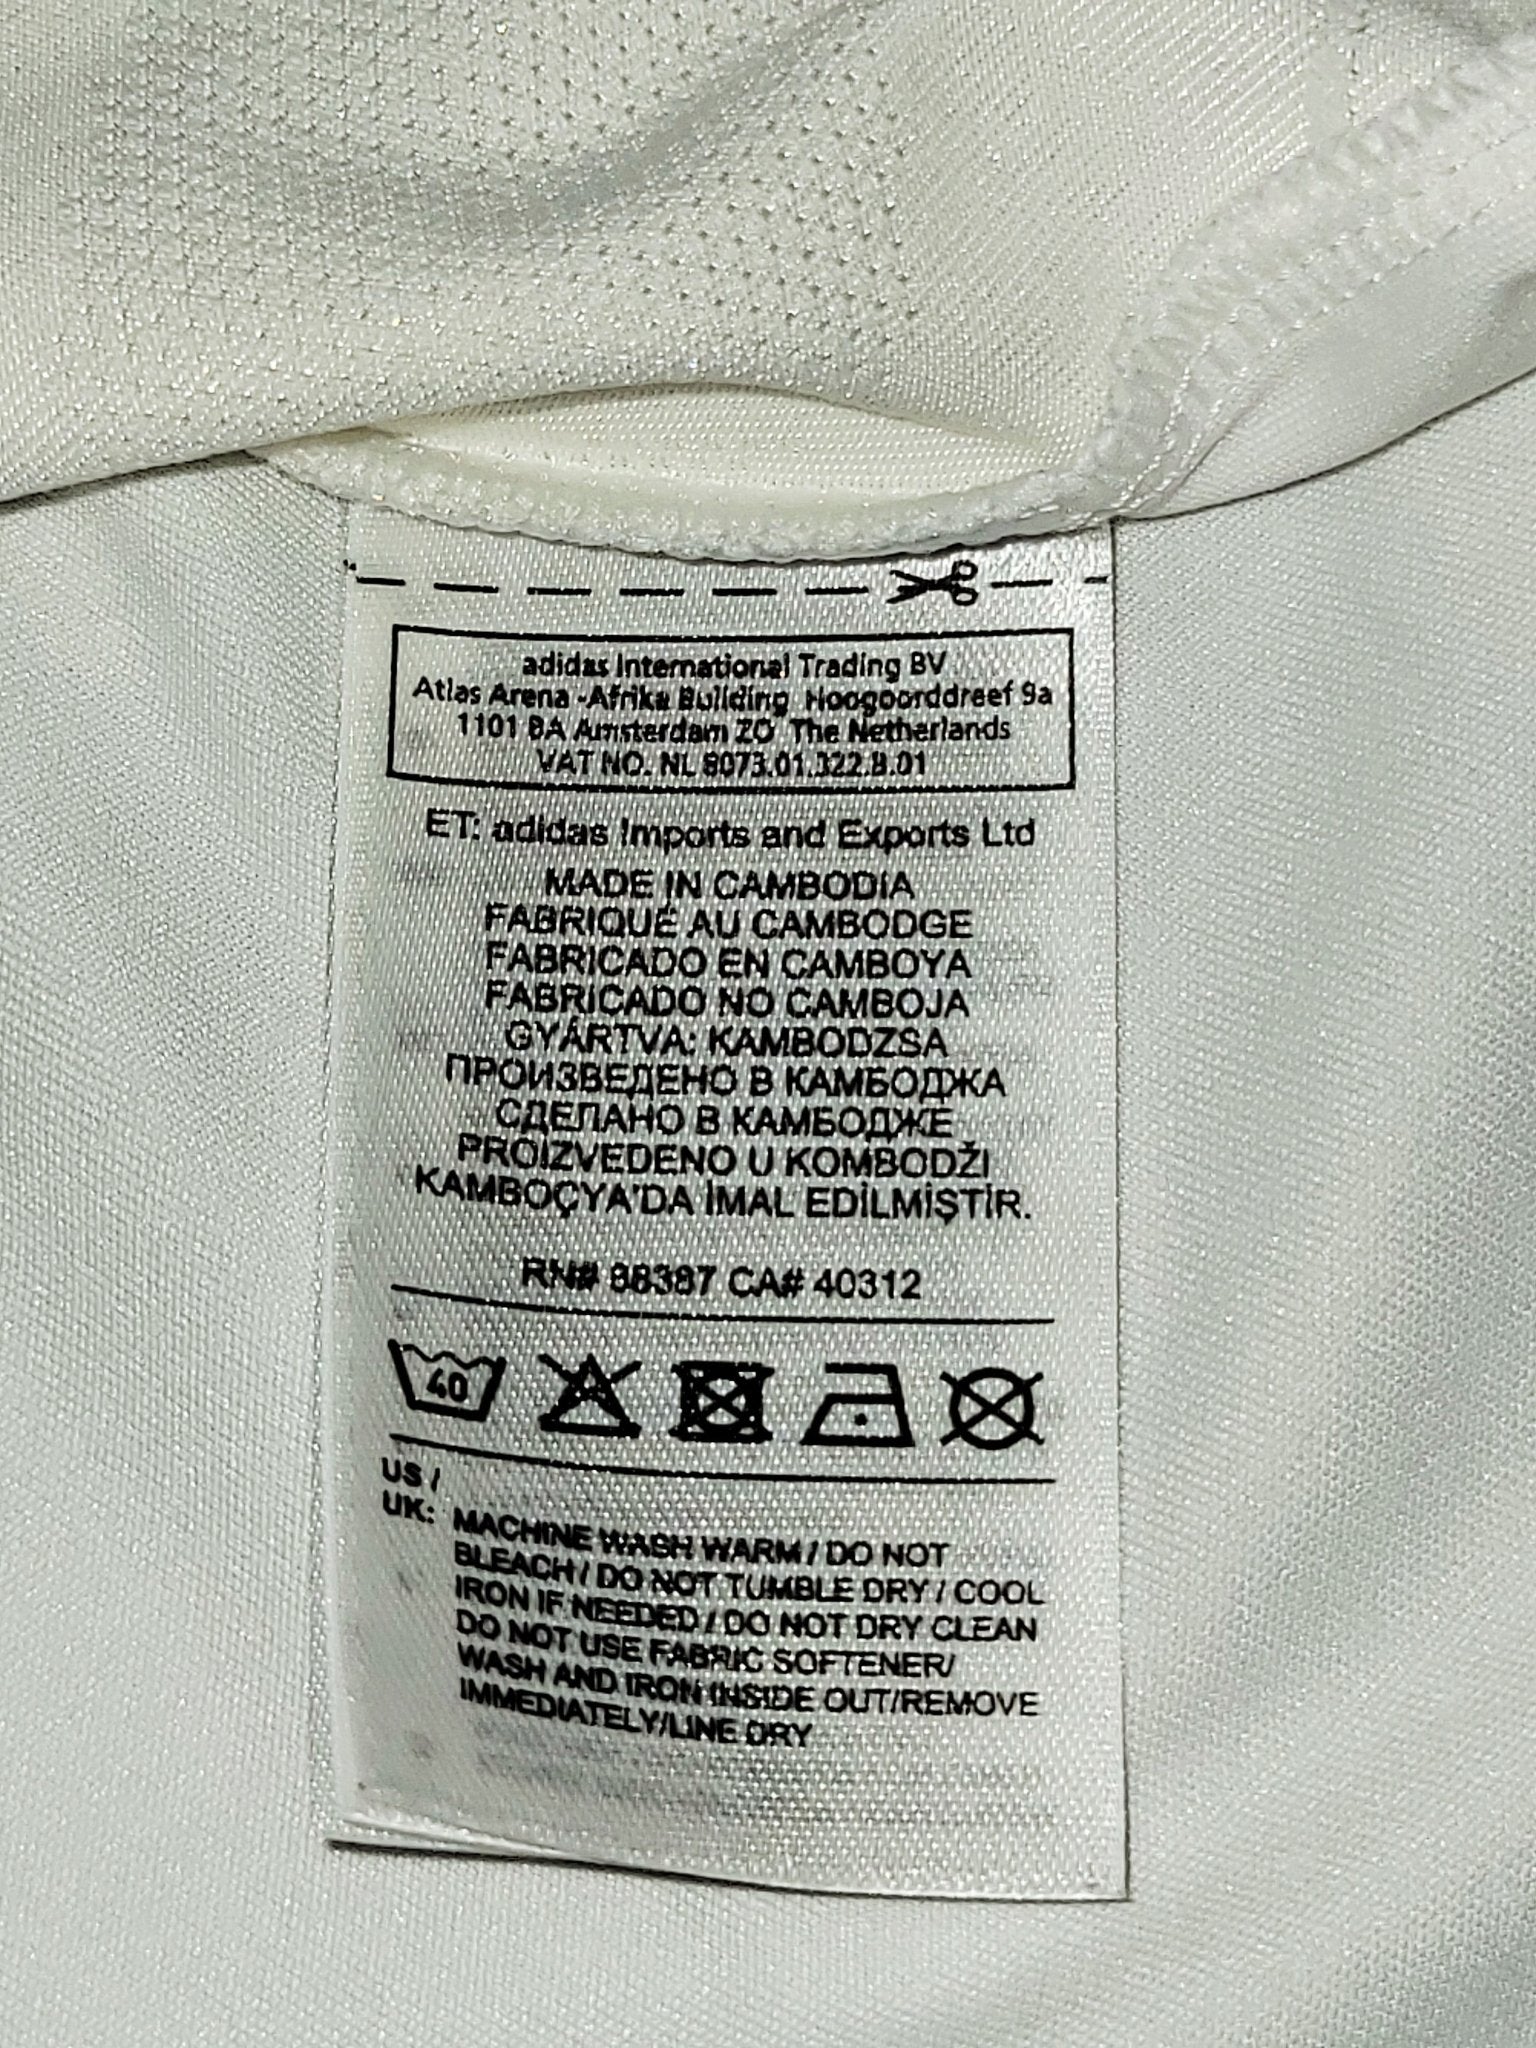 adidas International Trading BV
Atlas Arena -Afrika Building Hoogoorddreef 9a
1101 BA Amsterdam ZO The Netherlands
VAT NO. NL 8073.01.322.B.01
ET: adidas Imports and Exports Ltd
MADE IN CAMBODIA
FABRIQUÉ AU CAMBODGE
FABRICADO EN CAMBOYA
FABRICADO NO CAMBOJA
GYÁRTVA: KAMBODZSA
ПРОИЗВЕДЕНО В КАМБОДЖА
СДЕЛАНО В КАМБОДЖЕ
PROIZVEDENO U KOMBODŽI
KAMBOÇYA'DA İMAL EDİLMİŞTİR.
RN# 88387 CA# 40312
40
US /
UK: MACHINE WASH WARM / DO NOT
BLEACH / DO NOT TUMBLE DRY / COOL
IRON IF NEEDED / DO NOT DRY CLEAN
DO NOT USE FABRIC SOFTENER/
WASH AND IRON INSIDE OUT/REMOVE
IMMEDIATELY/LINE DRY